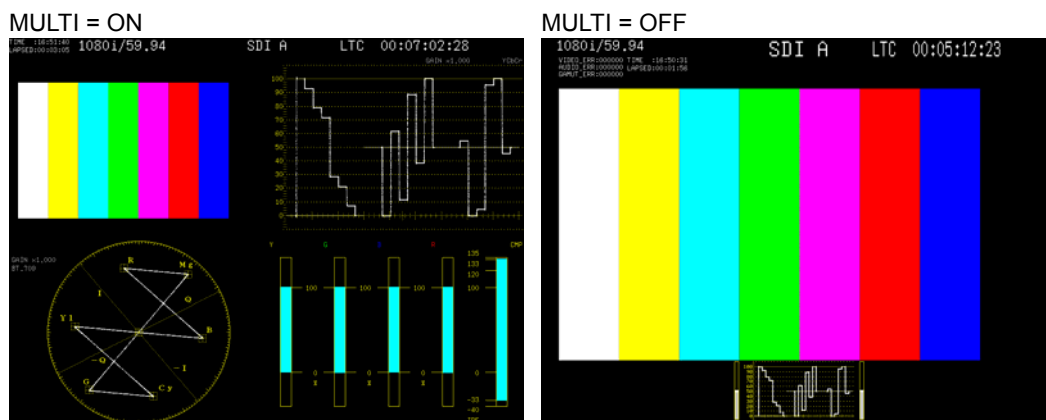 MULTI = ON
TIME :16:51:40
LAPSED:00:03:05
1080i/59.94 SDI A LTC 00:07:02:28
GAIN x1,000 YCbCr
100
90
80
70
60
50
40
30
20
10
0
GAIN x1,000
BT,709
R
Mg
I
Q
Yl
B
-Q
-I
G
Cy
Y G B R CMP
135
133
120
100 100 100 100 100
0 0 0 0 0
-33
-40
MULTI = OFF
1080i/59.94 SDI A LTC 00:05:12:23
VIDEO_ERR:000000 TIME :16:50:31
AUDIO_ERR:000000 LAPSED:00:01:56
GAMUT_ERR:000000